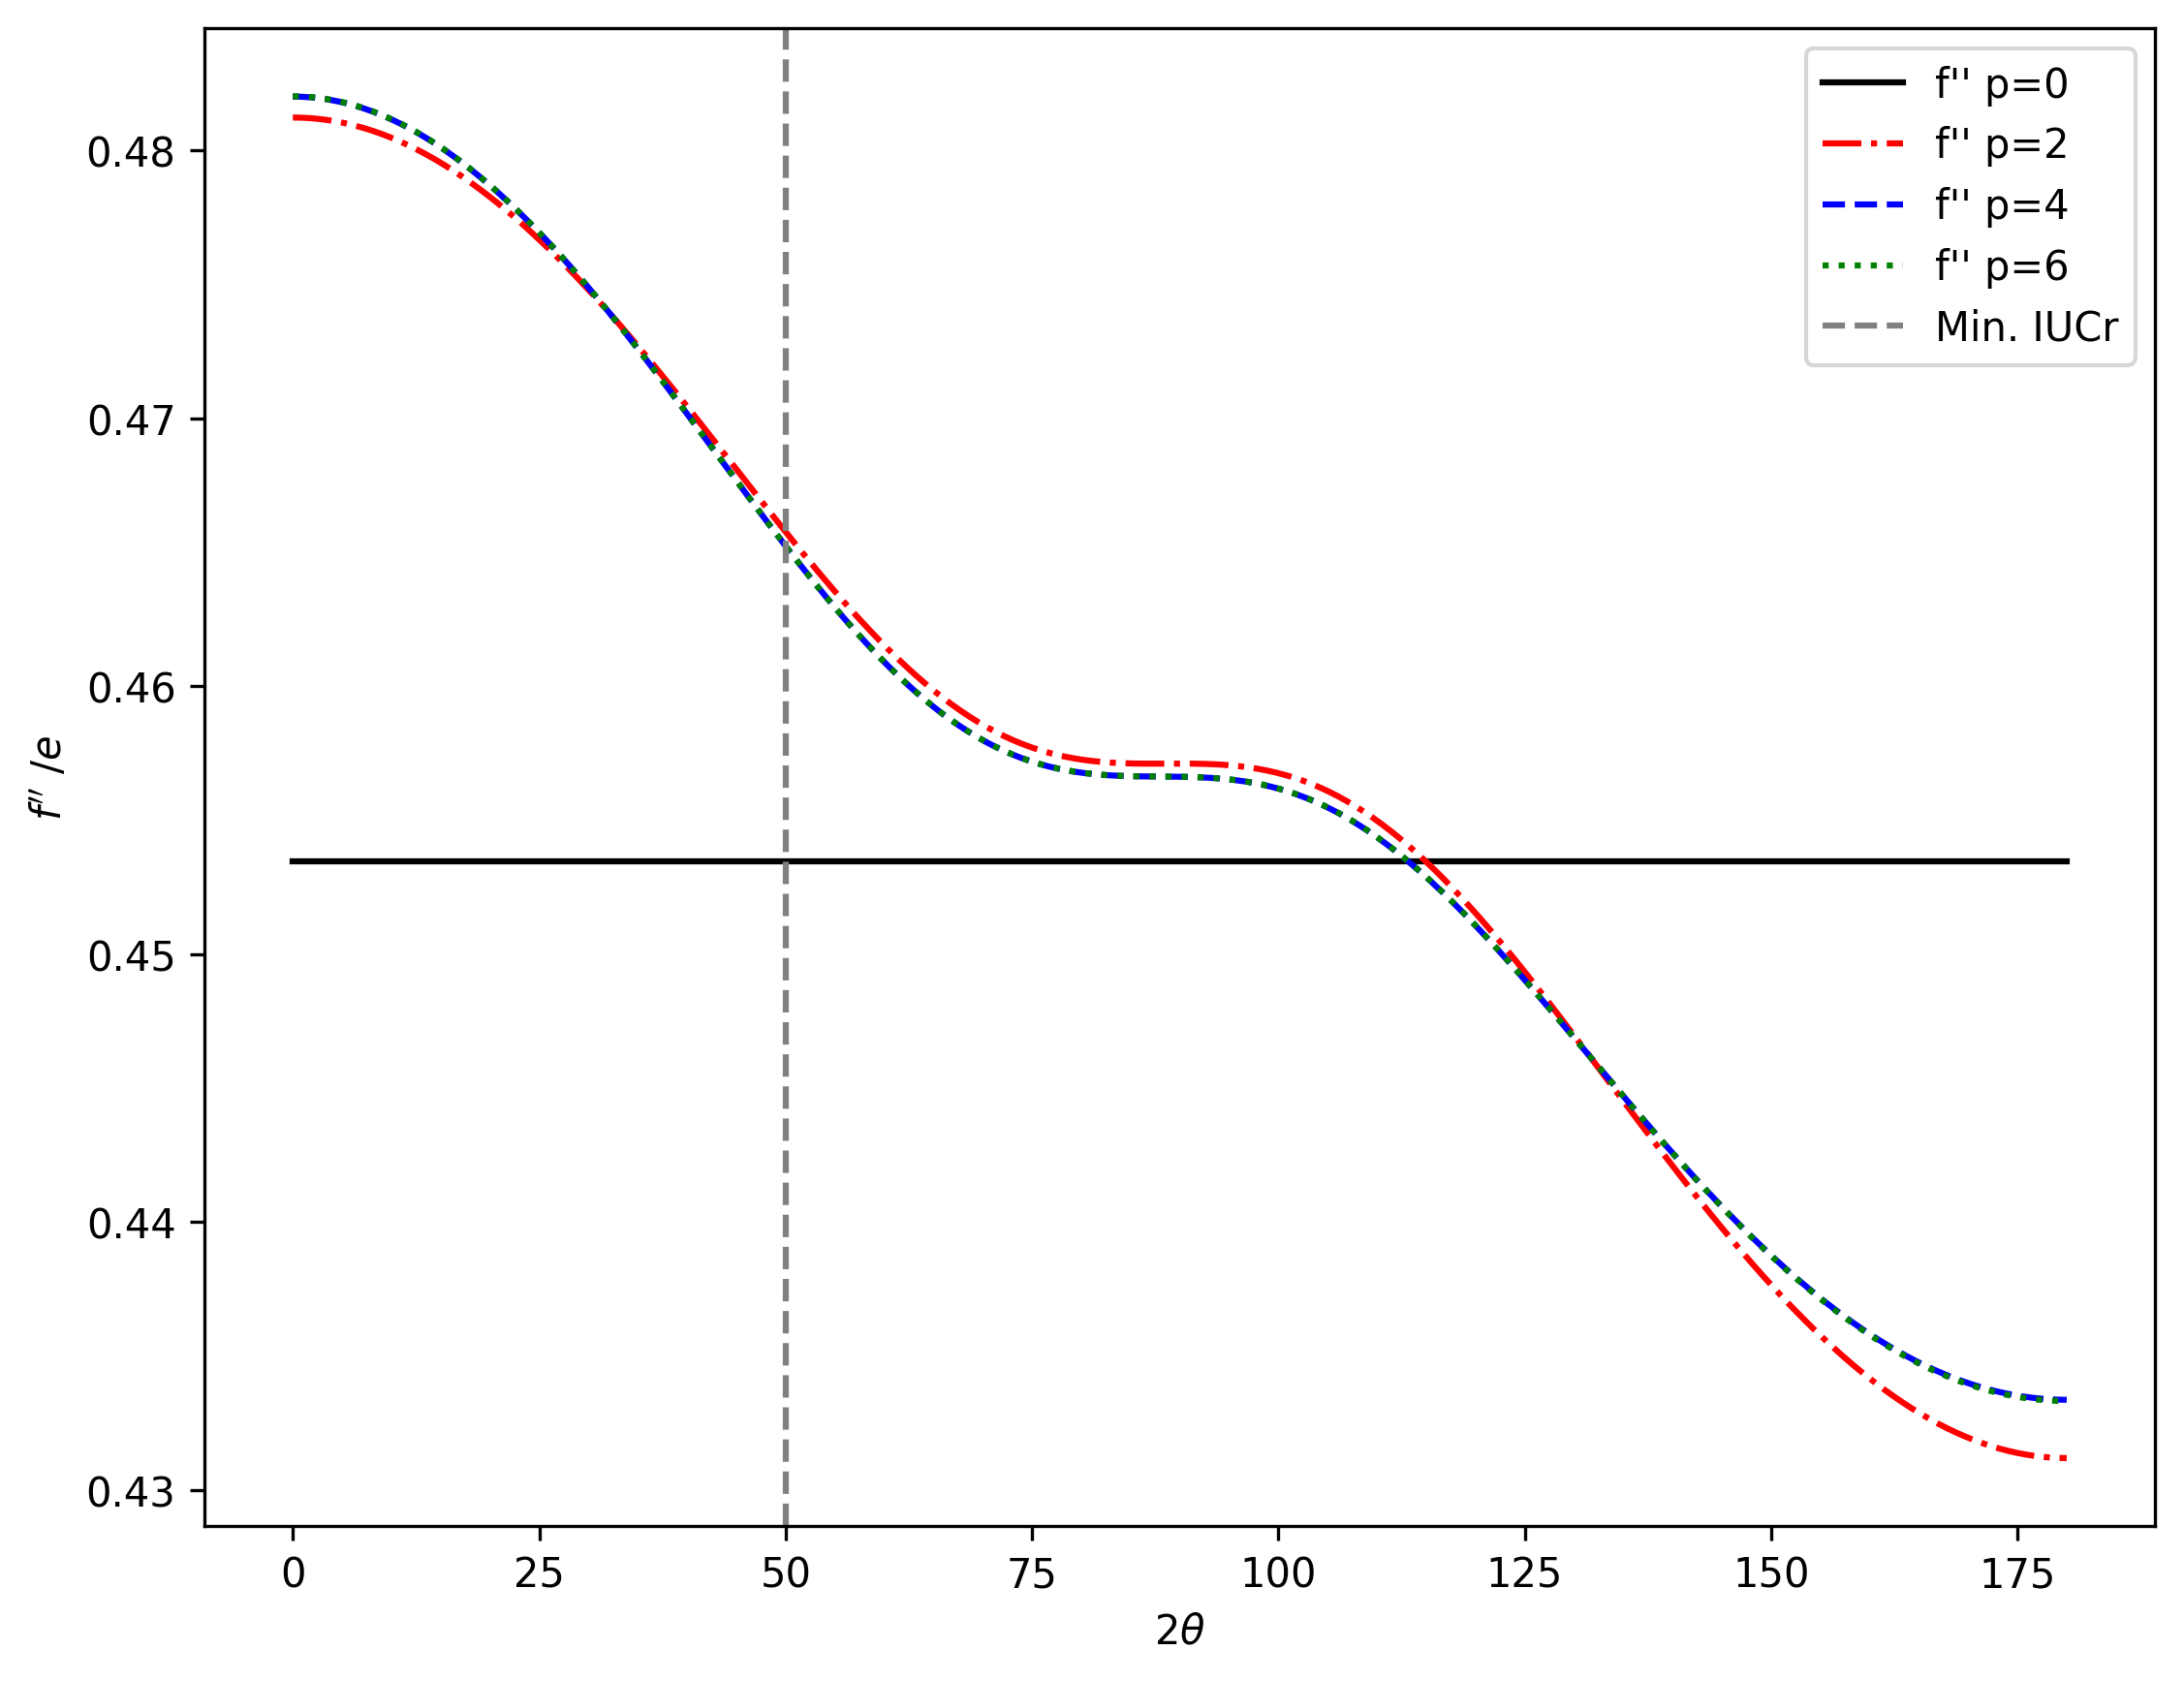 f'' p=0
f'' p=2
f'' p=4
f'' p=6
Min. IUCr
0.48
0.47
0.46
0.45
0.44
0.43
f'' /e
0 25 50 75 100 125 150 175
2θ